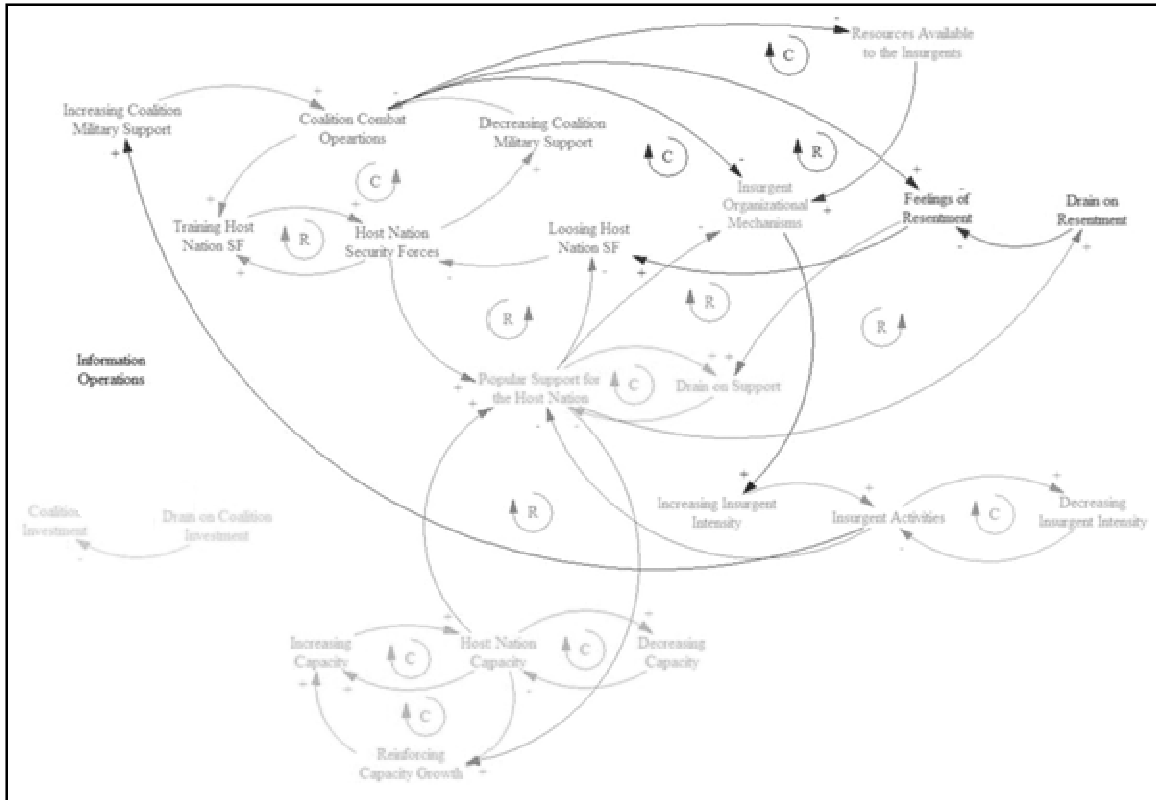 Resources Available
to the Insurgents
C
Increasing Coalition
Military Support
Coalition Combat
Opeartions
Decreasing Coalition
Military Support
C
R
C
Insurgent
Organizational
Mechanisms
Feelings of
Resentment
Drain on
Resentment
Training Host
Nation SF
R
Host Nation
Security Forces
Loosing Host
Nation SF
R
R
R
Information
Operations
Popular Support for
the Host Nation
C
Drain on Support
R
Increasing Insurgent
Intensity
Insurgent Activities
C
Decreasing
Insurgent Intensity
Coalition
Investment
Drain on Coalition
Investment
Increasing
Capacity
C
Host Nation
Capacity
C
Decreasing
Capacity
C
Reinforcing
Capacity Growth